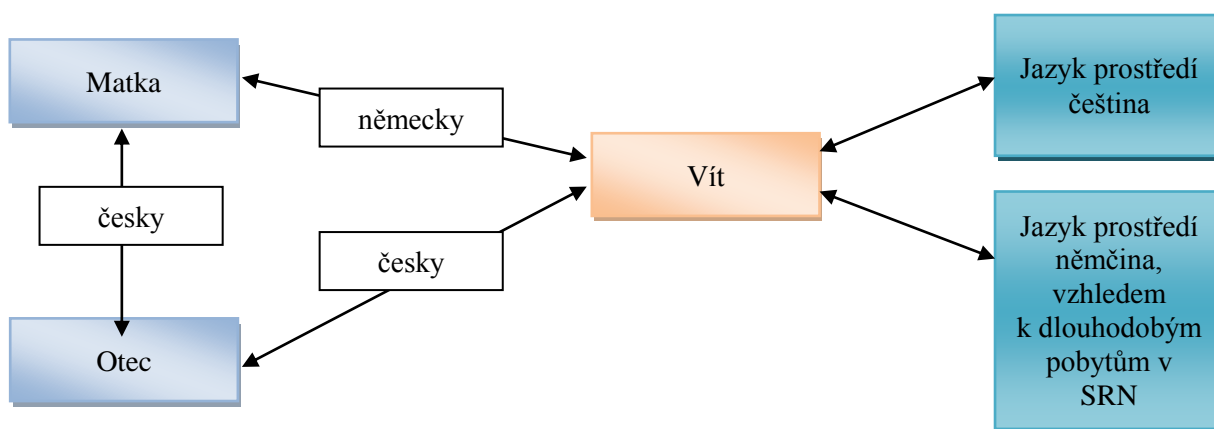 Matka
německy
česky
Otec
česky
Vít
Jazyk prostředí
čeština
Jazyk prostředí
němčina,
vzhledem
k dlouhodobým
pobytům v
SRN